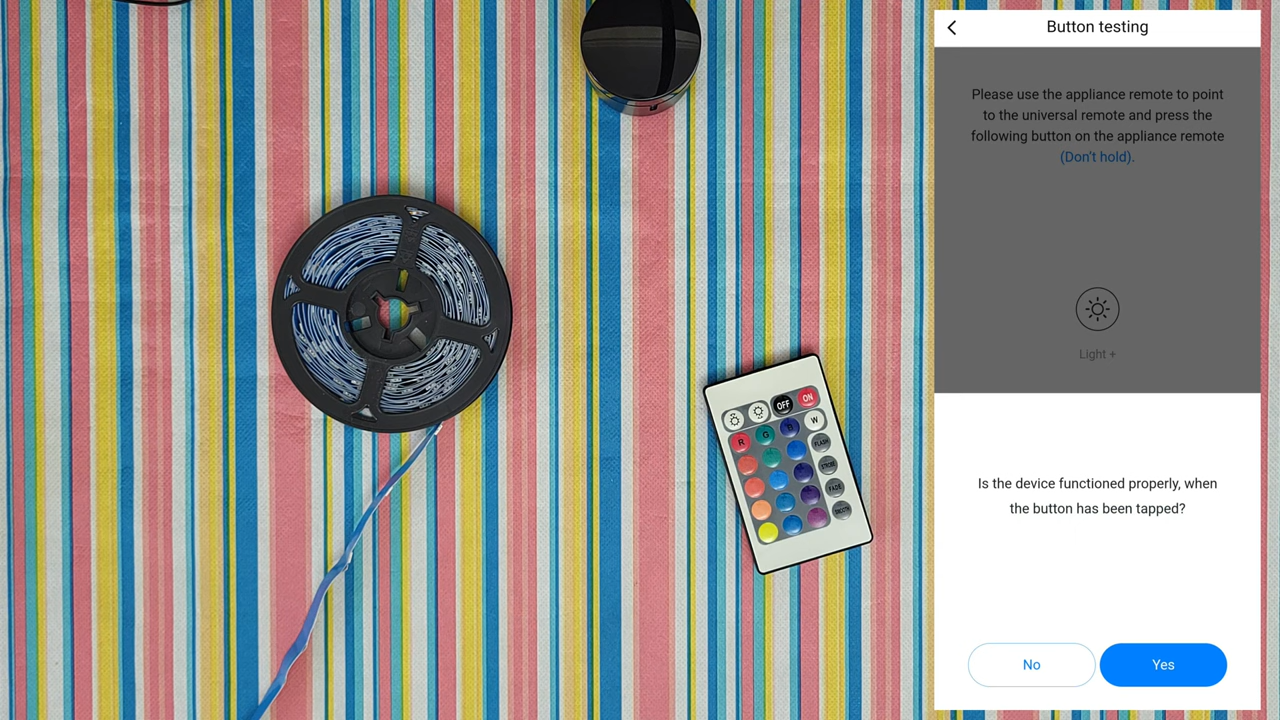 Button testing
Please use the appliance remote to point
to the universal remote and press the
following button on the appliance remote
(Don't hold).
Light +
Is the device functioned properly, when
the button has been tapped?
No
Yes
OFF
ON
R
G
B
W
FLASH
STROBE
FADE
SMOOTH